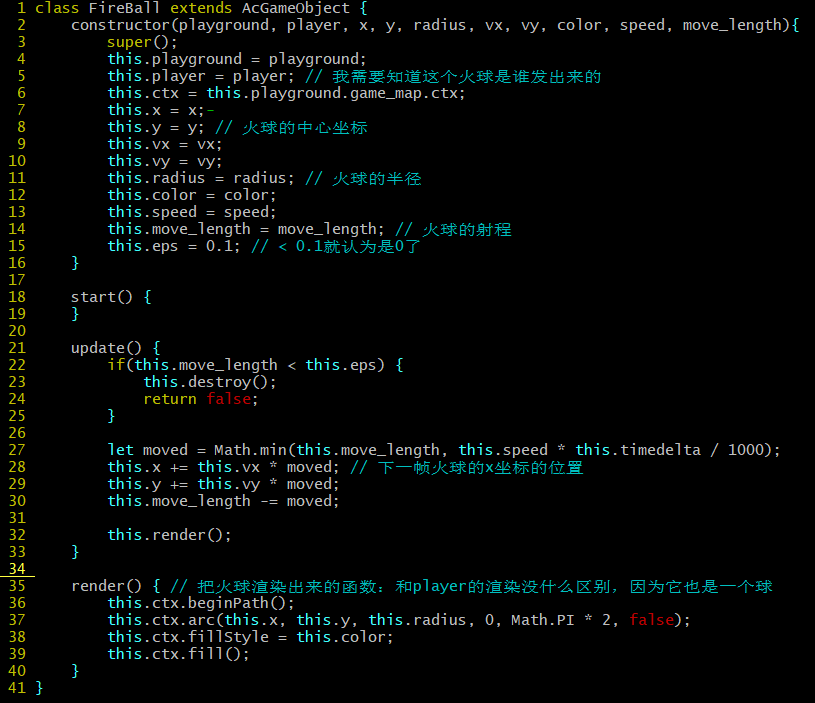 1 class FireBall extends AcGameObject {
2     constructor(playground, player, x, y, radius, vx, vy, color, speed, move_length){
3         super();
4         this.playground = playground;
5         this.player = player; // 我需要知道这个火球是谁发出来的
6         this.ctx = this.playground.game_map.ctx;
7         this.x = x;-
8         this.y = y; // 火球的中心坐标
9         this.vx = vx;
10         this.vy = vy;
11         this.radius = radius; // 火球的半径
12         this.color = color;
13         this.speed = speed;
14         this.move_length = move_length; // 火球的射程
15         this.eps = 0.1; // < 0.1就认为是0了
16     }
17
18     start() {
19     }
20
21     update() {
22         if(this.move_length < this.eps) {
23             this.destroy();
24             return false;
25         }
26
27         let moved = Math.min(this.move_length, this.speed * this.timedelta / 1000);
28         this.x += this.vx * moved; // 下一帧火球的x坐标的位置
29         this.y += this.vy * moved;
30         this.move_length -= moved;
31
32         this.render();
33     }
34
35     render() { // 把火球渲染出来的函数：和player的渲染没什么区别，因为它也是一个球
36         this.ctx.beginPath();
37         this.ctx.arc(this.x, this.y, this.radius, 0, Math.PI * 2, false);
38         this.ctx.fillStyle = this.color;
39         this.ctx.fill();
40     }
41 }